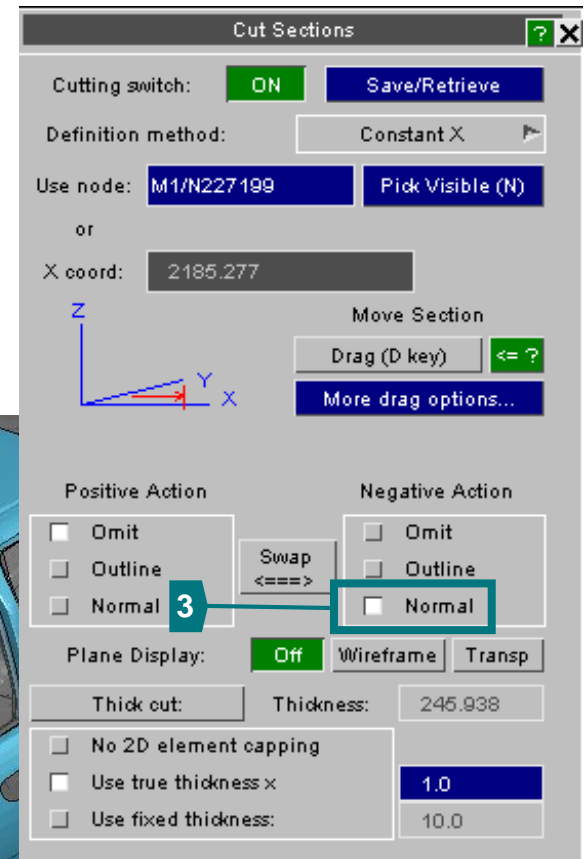 Cut Sections ? X
Cutting switch: ON Save/Retrieve
Definition method: Constant X
Use node: M1/N227199 Pick Visible (N)
or
X coord: 2185.277
Z
Y
X
Move Section
Drag (D key) <= ?
More drag options...
Positive Action Negative Action
Omit Omit
Outline Swap Outline
<===>
Normal 3 Normal
Plane Display: Off Wireframe Transp
Thick cut: Thickness: 245.938
No 2D element capping
Use true thickness x 1.0
Use fixed thickness: 10.0